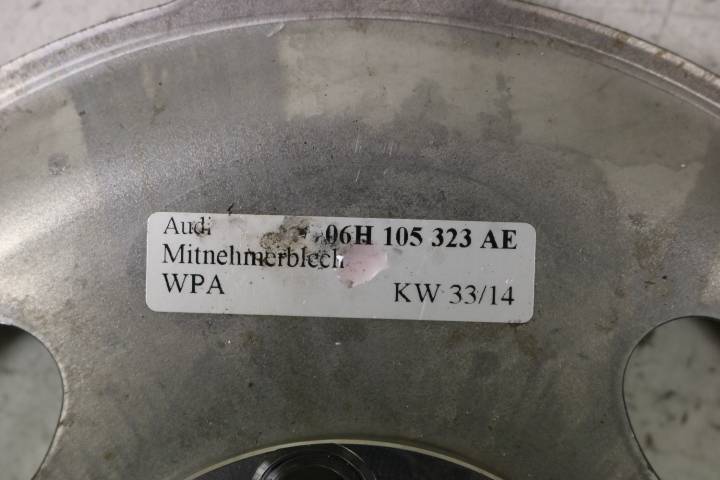 Audi 06H 105 323 AE
Mitnehmerblech
WPA KW 33/14